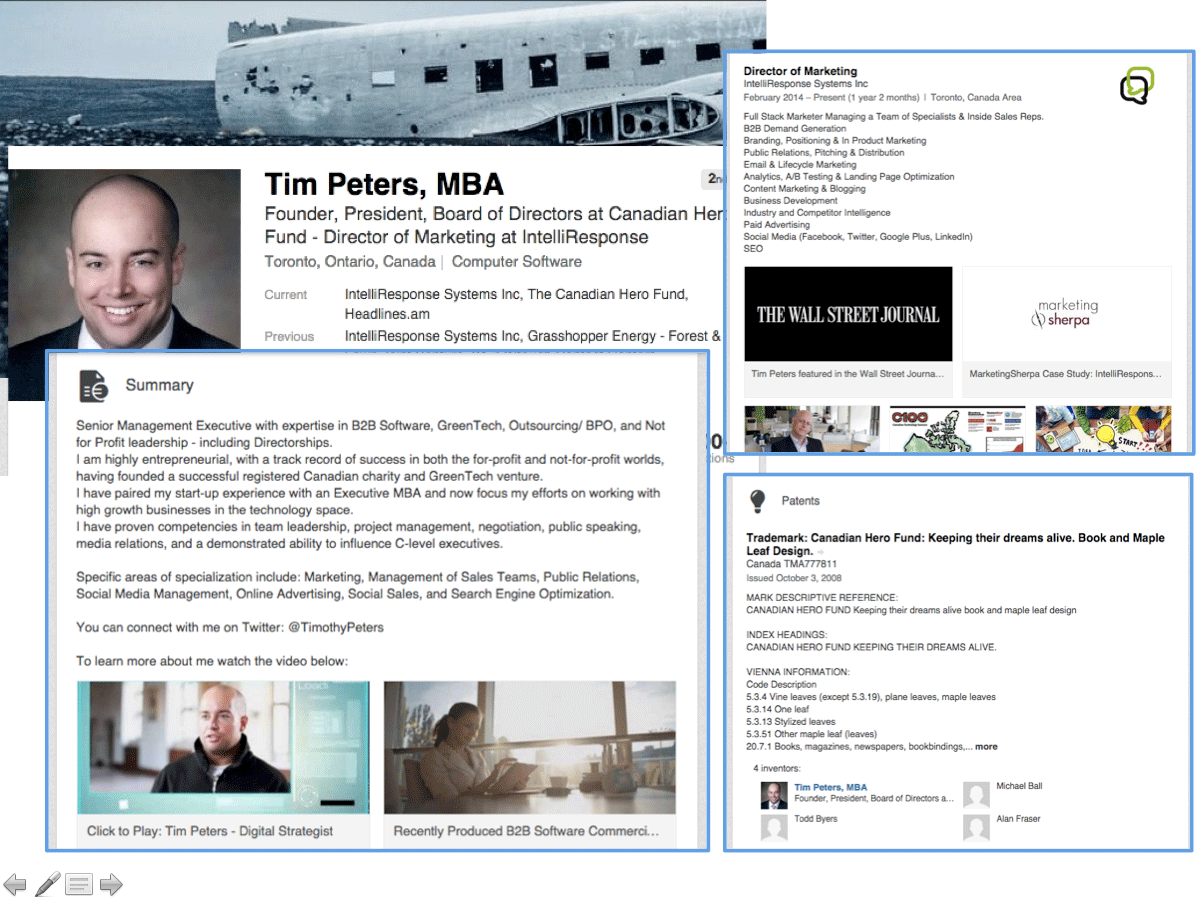 Tim Peters, MBA
2n
Founder, President, Board of Directors at Canadian Her
Fund - Director of Marketing at IntelliResponse
Toronto, Ontario, Canada | Computer Software
Current IntelliResponse Systems Inc, The Canadian Hero Fund,
Headlines.am
Previous IntelliResponse Systems Inc, Grasshopper Energy - Forest &
Summary
Senior Management Executive with expertise in B2B Software, GreenTech, Outsourcing/ BPO, and Not
for Profit leadership - including Directorships.
I am highly entrepreneurial, with a track record of success in both the for-profit and not-for-profit worlds,
having founded a successful registered Canadian charity and GreenTech venture.
I have paired my start-up experience with an Executive MBA and now focus my efforts on working with
high growth businesses in the technology space.
I have proven competencies in team leadership, project management, negotiation, public speaking,
media relations, and a demonstrated ability to influence C-level executives.
Specific areas of specialization include: Marketing, Management of Sales Teams, Public Relations,
Social Media Management, Online Advertising, Social Sales, and Search Engine Optimization.
You can connect with me on Twitter: @TimothyPeters
To learn more about me watch the video below:
Click to Play: Tim Peters - Digital Strategist
Recently Produced B2B Software Commerci...
Director of Marketing
IntelliResponse Systems Inc
February 2014 – Present (1 year 2 months) | Toronto, Canada Area
Full Stack Marketer Managing a Team of Specialists & Inside Sales Reps.
B2B Demand Generation
Branding, Positioning & In Product Marketing
Public Relations, Pitching & Distribution
Email & Lifecycle Marketing
Analytics, A/B Testing & Landing Page Optimization
Content Marketing & Blogging
Business Development
Industry and Competitor Intelligence
Paid Advertising
Social Media (Facebook, Twitter, Google Plus, LinkedIn)
SEO
THE WALL STREET JOURNAL
marketing
sherpa
Tim Peters featured in the Wall Street Journa...
MarketingSherpa Case Study: IntelliRespons...
C100
START
Patents
Trademark: Canadian Hero Fund: Keeping their dreams alive. Book and Maple
Leaf Design.
Canada TMA777811
Issued October 3, 2008
MARK DESCRIPTIVE REFERENCE:
CANADIAN HERO FUND Keeping their dreams alive book and maple leaf design
INDEX HEADINGS:
CANADIAN HERO FUND KEEPING THEIR DREAMS ALIVE.
VIENNA INFORMATION:
Code Description
5.3.4 Vine leaves (except 5.3.19), plane leaves, maple leaves
5.3.14 One leaf
5.3.13 Stylized leaves
5.3.51 Other maple leaf (leaves)
20.7.1 Books, magazines, newspapers, bookbindings,... more
4 inventors:
Tim Peters, MBA
Founder, President, Board of Directors a...
Michael Ball
Todd Byers
Alan Fraser